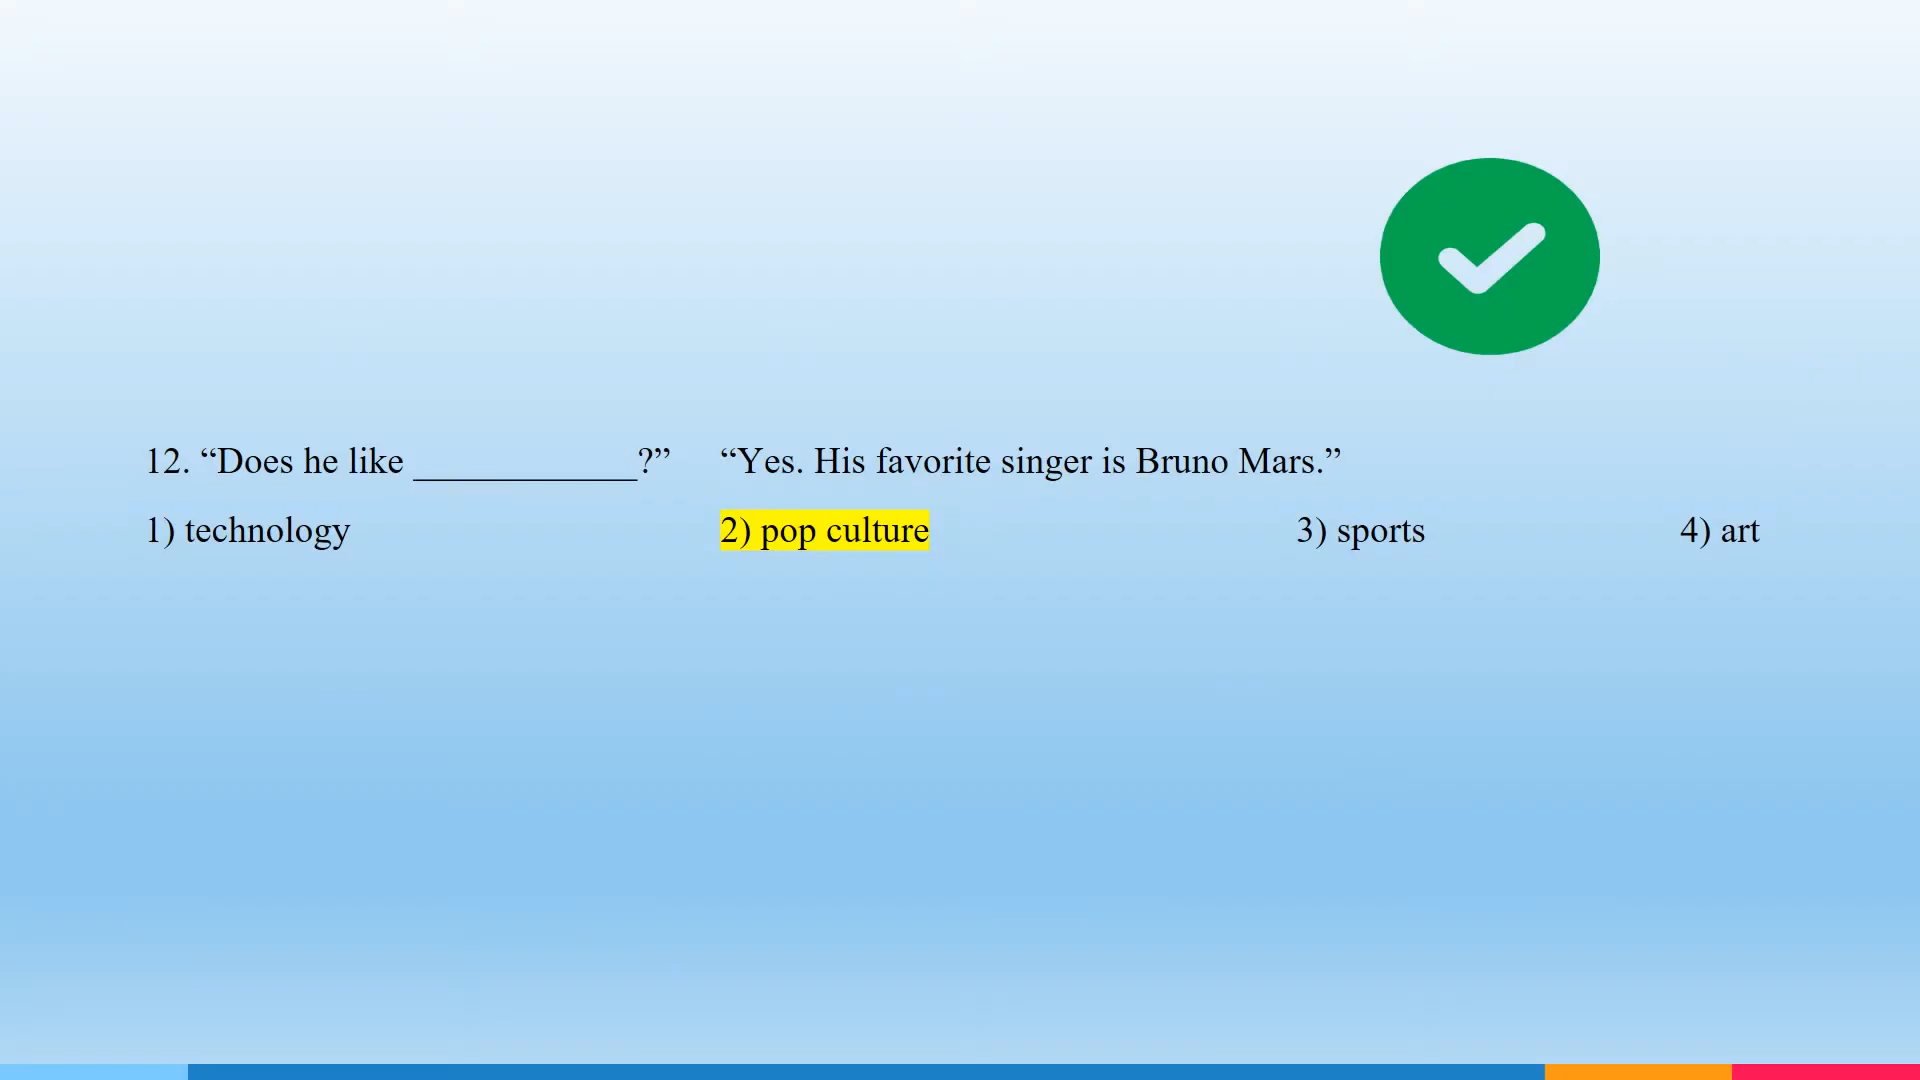 12. “Does he like ____________?” “Yes. His favorite singer is Bruno Mars.”
1) technology 2) pop culture 3) sports 4) art